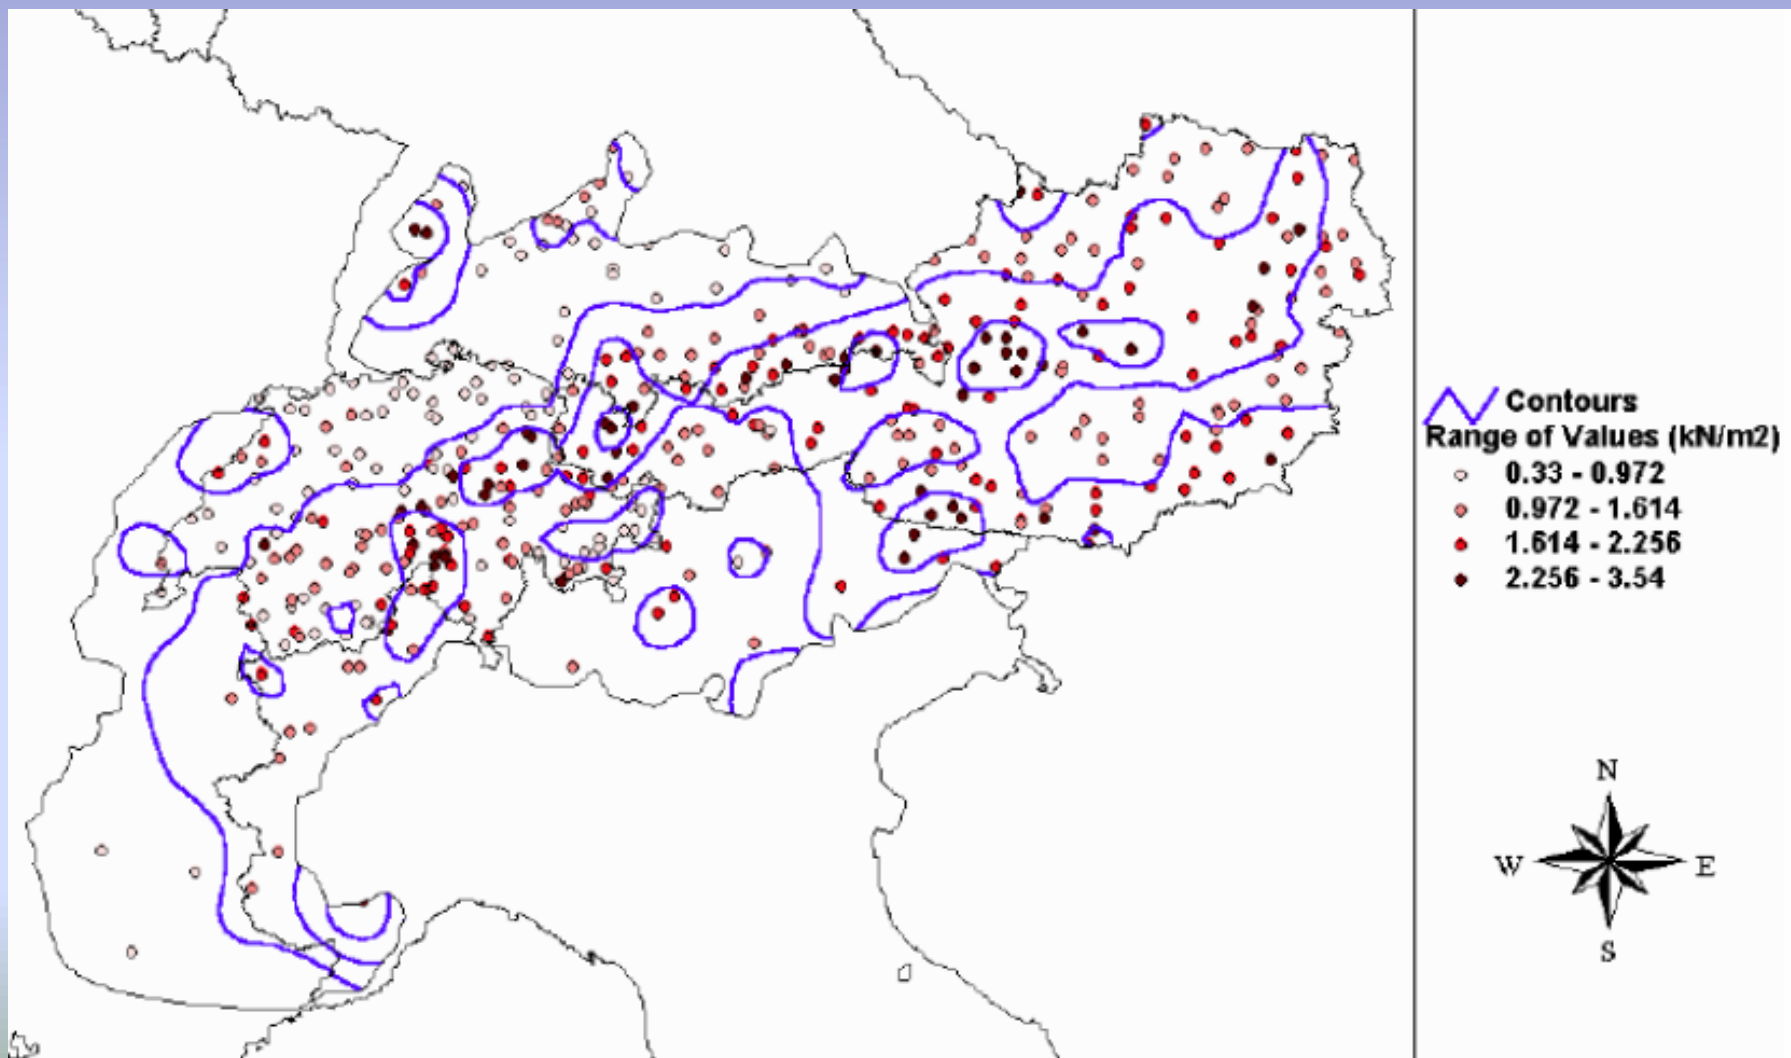 Contours
Range of Values (kN/m2)
0.33 - 0.972
0.972 - 1.614
1.614 - 2.256
2.256 - 3.54
N
W E
S